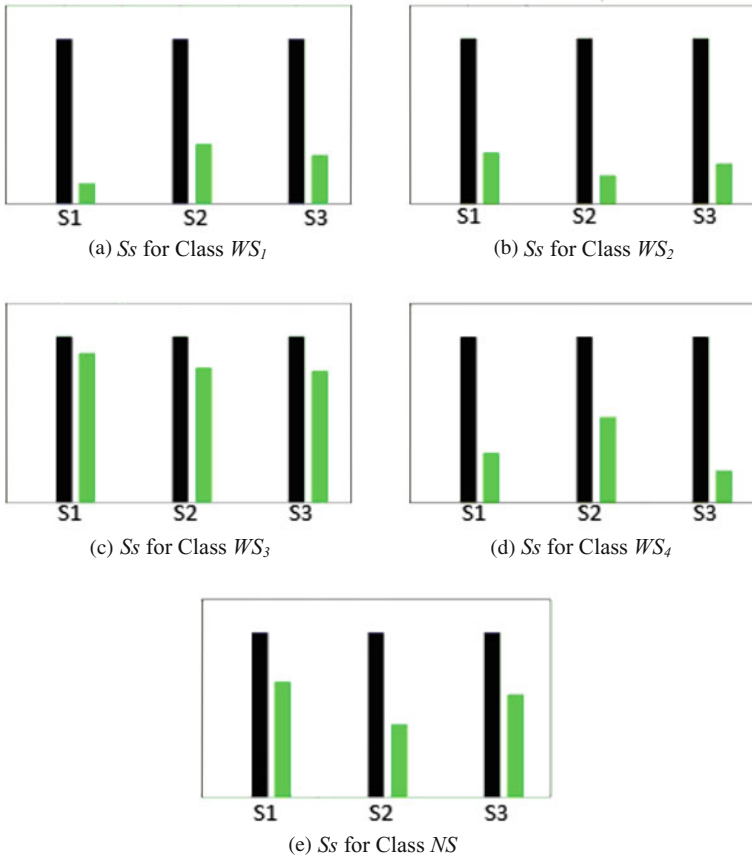 S1 S2 S3
S1 S2 S3
(a) Ss for Class WS1
(b) Ss for Class WS2
S1 S2 S3
S1 S2 S3
(c) Ss for Class WS3
(d) Ss for Class WS4
S1 S2 S3
(e) Ss for Class NS